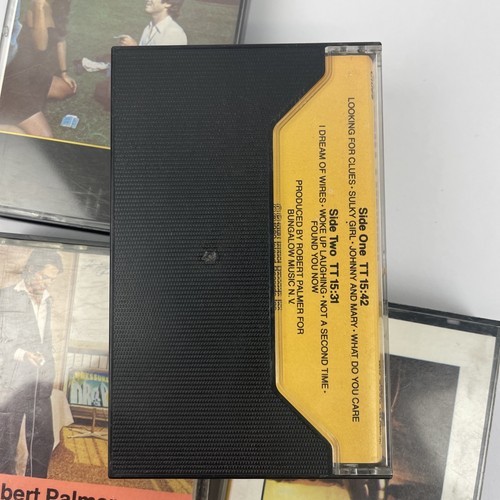 Side One TT 15:42
LOOKING FOR CLUES • SULKY GIRL • JOHNNY AND MARY • WHAT DO YOU CARE
Side Two TT 15:31
I DREAM OF WIRES • WOKE UP LAUGHING • NOT A SECOND TIME •
FOUND YOU NOW
PRODUCED BY ROBERT PALMER FOR
BUNGALOW MUSIC N.V.
bert Palmer